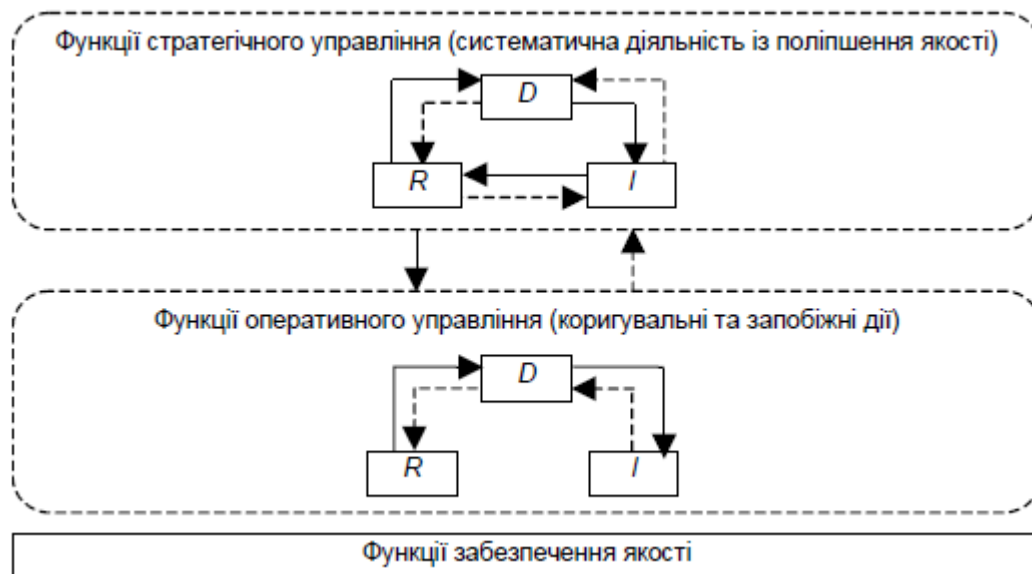 Функції стратегічного управління (систематична діяльність із поліпшення якості)
D
R
I
Функції оперативного управління (коригувальні та запобіжні дії)
D
R
I
Функції забезпечення якості